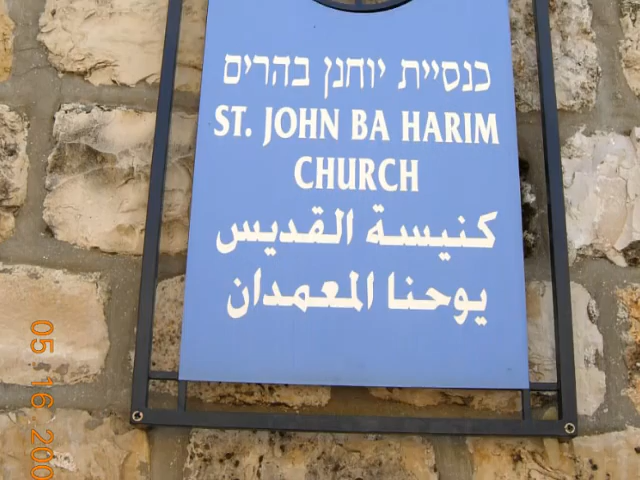 כנסיית יוחנן בהרים
ST. JOHN BA HARIM
CHURCH
كنيسة القديس
يوحنا المعمدان
05 16 200